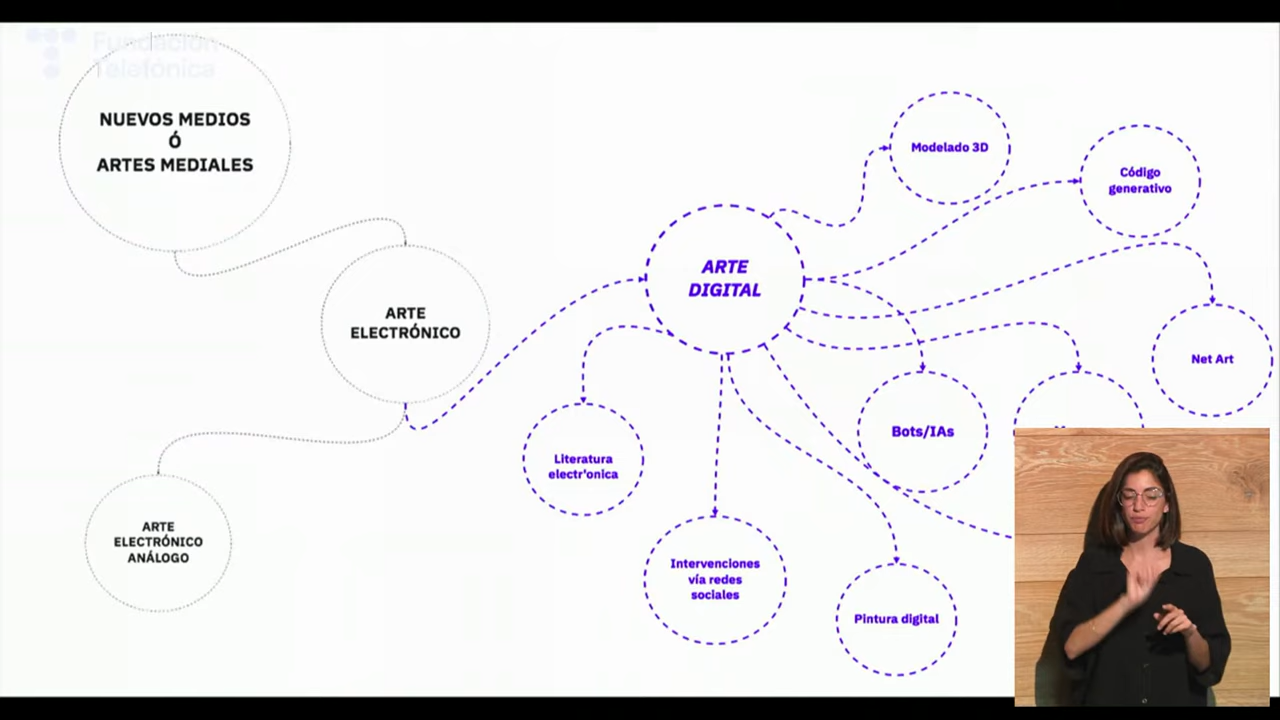 Fundación
Telefónica
NUEVOS MEDIOS
Ó
ARTES MEDIALES
ARTE
ELECTRÓNICO
ARTE
ELECTRÓNICO
ANÁLOGO
ARTE
DIGITAL
Modelado 3D
Código
generativo
Net Art
Bots/IAs
Literatura
electr'onica
Intervenciones
vía redes
sociales
Pintura digital